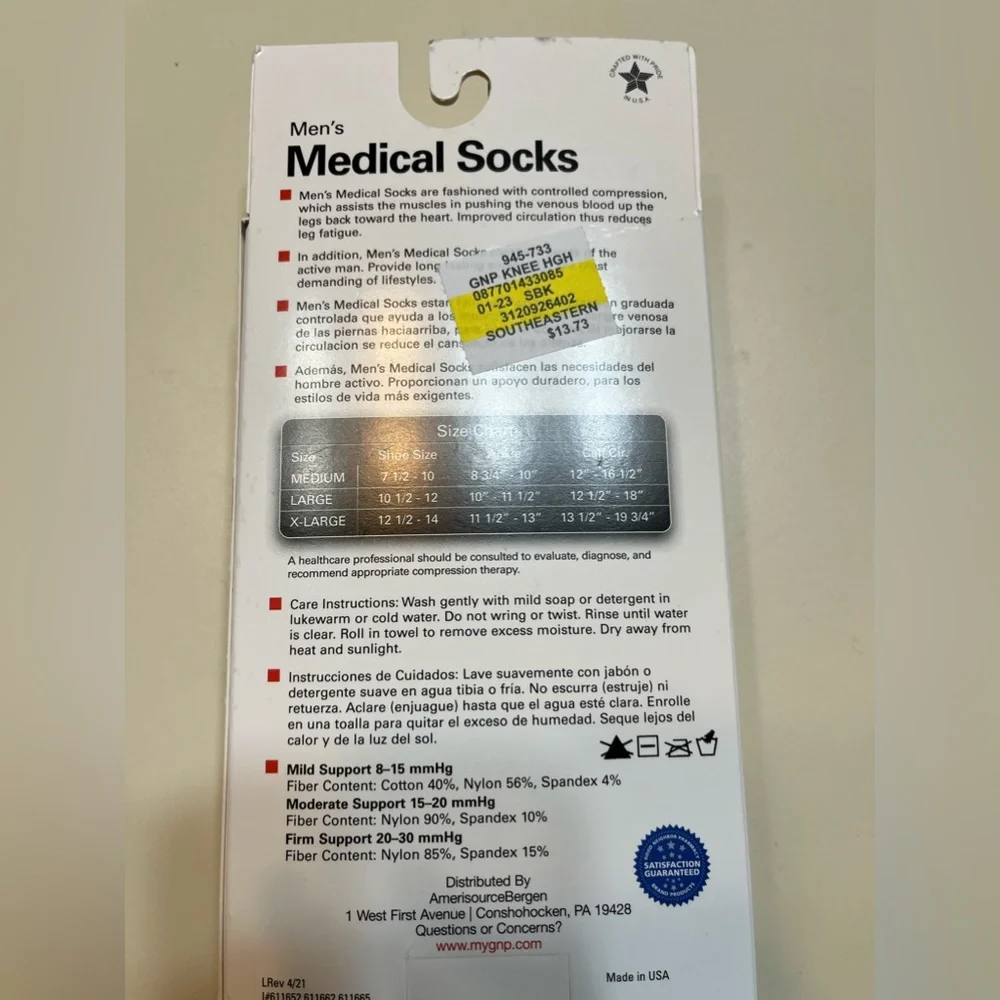 CRAFTED WITH PRIDE
IN U.S.A
Men's
Medical Socks
Men's Medical Socks are fashioned with controlled compression,
which assists the muscles in pushing the venous blood up the
legs back toward the heart. Improved circulation thus reduces
leg fatigue.
In addition, Men's Medical Socks of the
active man. Provide long
demanding of lifestyles.
Men's Medical Socks estan n graduada
controlada que ayuda a los re venosa
de las piernas haciaarriba, ejorarse la
circulacion se reduce el
945-733
GNP KNEE HGH
087701433085
01-23 SBK
3120926402
SOUTHEASTERN
$13.73
Además, Men's Medical Socks satisfacen las necesidades del
hombre activo. Proporcionan un apoyo duradero, para los
estilos de vida más exigentes.
Size Chart
Size Shoe Size Ankle Calf Cir.
MEDIUM 7 1/2 - 10 8 3/4" - 10" 12" - 16 1/2"
LARGE 10 1/2 - 12 10" - 11 1/2" 12 1/2" - 18"
X-LARGE 12 1/2 - 14 11 1/2" - 13" 13 1/2" - 19 3/4"
A healthcare professional should be consulted to evaluate, diagnose, and
recommend appropriate compression therapy.
Care Instructions: Wash gently with mild soap or detergent in
lukewarm or cold water. Do not wring or twist. Rinse until water
is clear. Roll in towel to remove excess moisture. Dry away from
heat and sunlight.
Instrucciones de Cuidados: Lave suavemente con jabón o
detergente suave en agua tibia o fría. No escurra (estruje) ni
retuerza. Aclare (enjuague) hasta que el agua esté clara. Enrolle
en una toalla para quitar el exceso de humedad. Seque lejos del
calor y de la luz del sol.
Mild Support 8–15 mmHg
Fiber Content: Cotton 40%, Nylon 56%, Spandex 4%
Moderate Support 15–20 mmHg
Fiber Content: Nylon 90%, Spandex 10%
Firm Support 20–30 mmHg
Fiber Content: Nylon 85%, Spandex 15%
GOOD NEIGHBOR PHARMACY
SATISFACTION
GUARANTEED
BRAND PRODUCTS
Distributed By
AmerisourceBergen
1 West First Avenue | Conshohocken, PA 19428
Questions or Concerns?
www.mygnp.com
LRev 4/21
Made in USA
I#611652 611662 611665